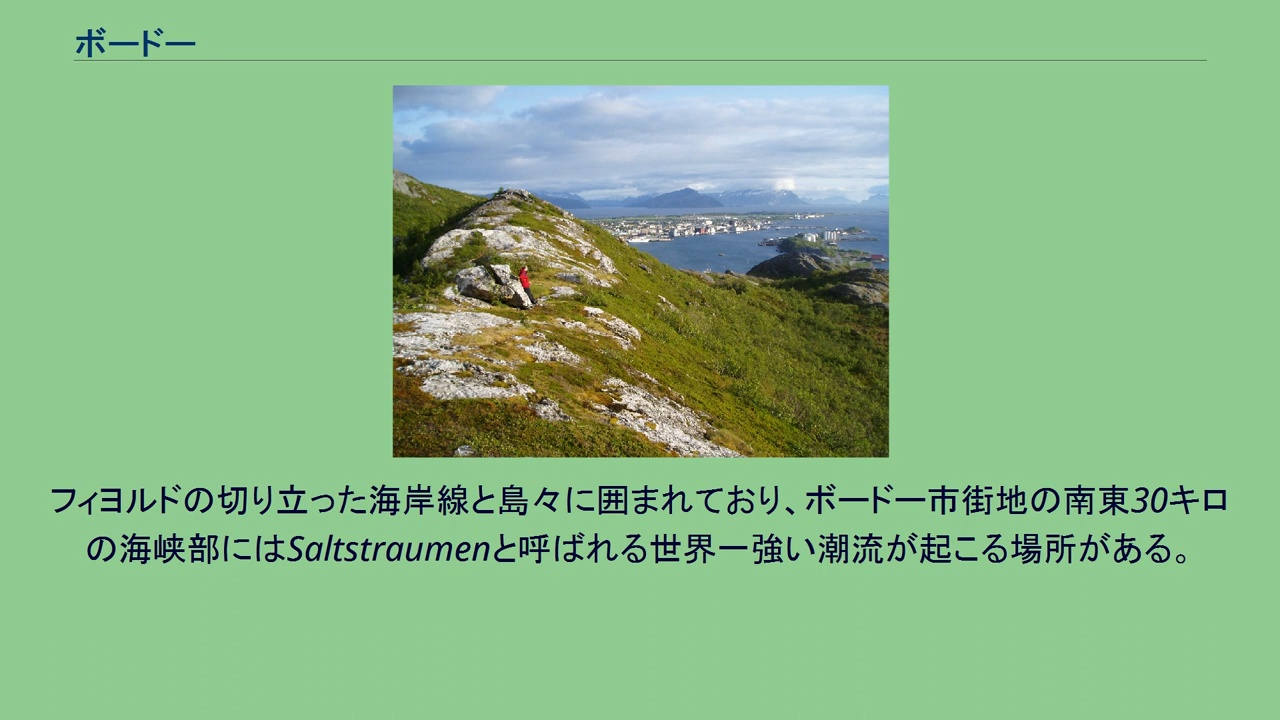 ボードー
フィヨルドの切り立った海岸線と島々に囲まれており、ボードー市街地の南東30キロ
の海峡部にはSaltstraumenと呼ばれる世界一強い潮流が起こる場所がある。